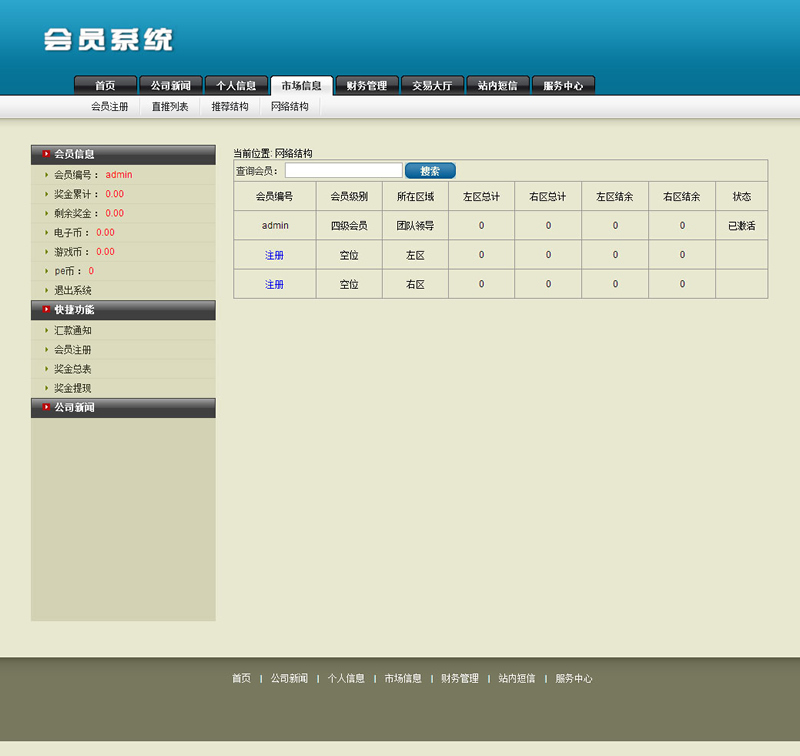 会员系统
首页 公司新闻 个人信息 市场信息 财务管理 交易大厅 站内短信 服务中心
会员注册 直推列表 推荐结构 网络结构
会员信息
会员编号： admin
奖金累计： 0.00
剩余奖金： 0.00
电子币： 0.00
游戏币： 0.00
pe币： 0
退出系统
快捷功能
汇款通知
会员注册
奖金总表
奖金提现
公司新闻
当前位置: 网络结构
查询会员： 搜索
会员编号 会员级别 所在区域 左区总计 右区总计 左区结余 右区结余 状态
admin 四级会员 团队领导 0 0 0 0 已激活
注册 空位 左区 0 0 0 0
注册 空位 右区 0 0 0 0
首页 | 公司新闻 | 个人信息 | 市场信息 | 财务管理 | 站内短信 | 服务中心